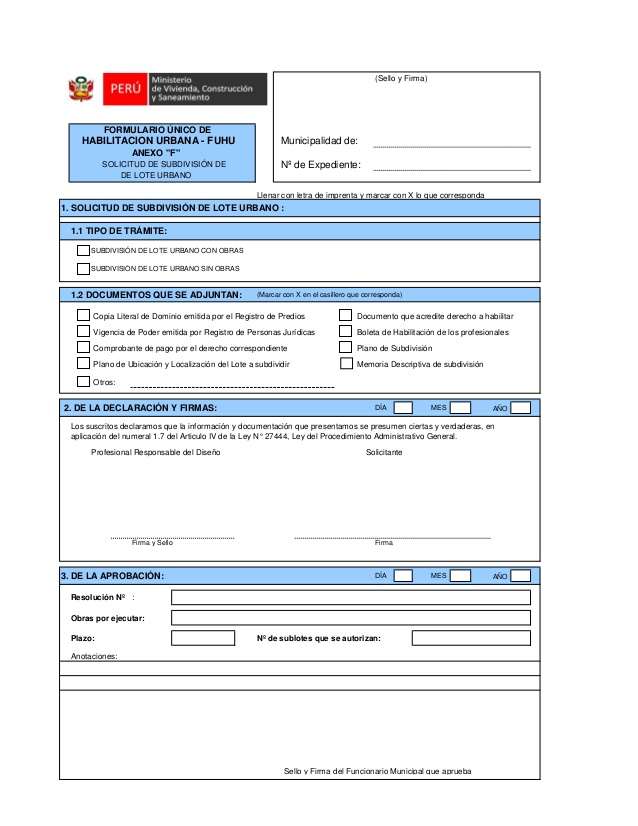 PERÚ
Ministerio
de Vivienda, Construcción
y Saneamiento
(Sello y Firma)
FORMULARIO ÚNICO DE
HABILITACION URBANA - FUHU
ANEXO "F"
SOLICITUD DE SUBDIVISIÓN DE
DE LOTE URBANO
Municipalidad de:
Nº de Expediente:
Llenar con letra de imprenta y marcar con X lo que corresponda
1. SOLICITUD DE SUBDIVISIÓN DE LOTE URBANO :
1.1 TIPO DE TRÁMITE:
SUBDIVISIÓN DE LOTE URBANO CON OBRAS
SUBDIVISIÓN DE LOTE URBANO SIN OBRAS
1.2 DOCUMENTOS QUE SE ADJUNTAN: (Marcar con X en el casillero que corresponda)
Copia Literal de Dominio emitida por el Registro de Predios
Documento que acredite derecho a habilitar
Vigencia de Poder emitida por Registro de Personas Jurídicas
Boleta de Habilitación de los profesionales
Comprobante de pago por el derecho correspondiente
Plano de Subdivisión
Plano de Ubicación y Localización del Lote a subdividir
Memoria Descriptiva de subdivisión
Otros:
2. DE LA DECLARACIÓN Y FIRMAS: DÍA MES AÑO
Los suscritos declaramos que la información y documentación que presentamos se presumen ciertas y verdaderas, en
aplicación del numeral 1.7 del Articulo IV de la Ley N° 27444, Ley del Procedimiento Administrativo General.
Profesional Responsable del Diseño
Solicitante
Firma y Sello
Firma
3. DE LA APROBACIÓN: DÍA MES AÑO
Resolución Nº :
Obras por ejecutar:
Plazo:
Nº de sublotes que se autorizan:
Anotaciones:
Sello y Firma del Funcionario Municipal que aprueba